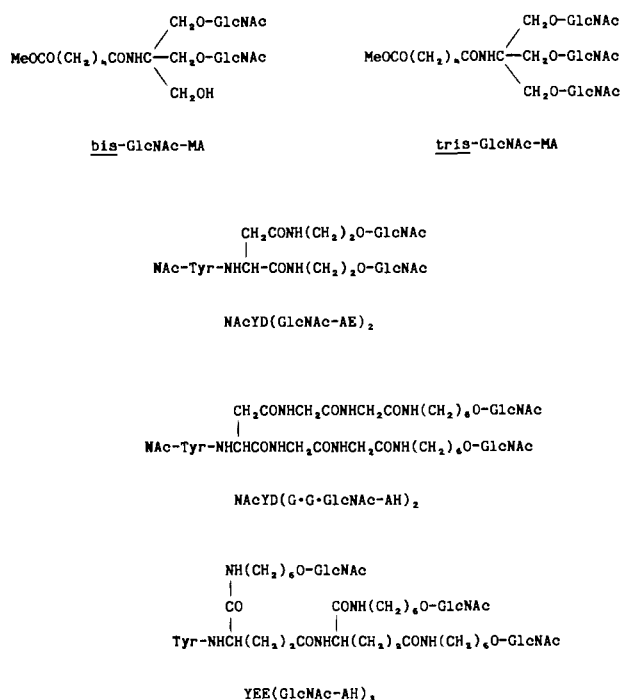 CH₂O-GlcNAc
MeOCO(CH₂)₄CONHC—CH₂O-GlcNAc
CH₂OH
bis-GlcNAc-MA
CH₂O-GlcNAc
MeOCO(CH₂)₄CONHC—CH₂O-GlcNAc
CH₂O-GlcNAc
tris-GlcNAc-MA
CH₂CONH(CH₂)₂O-GlcNAc
NAc-Tyr-NHCH-CONH(CH₂)₂O-GlcNAc
NAcYD(GlcNAc-AE)₂
CH₂CONHCH₂CONHCH₂CONH(CH₂)₆O-GlcNAc
NAc-Tyr-NHCHCONHCH₂CONHCH₂CONH(CH₂)₆O-GlcNAc
NAcYD(G•G•GlcNAc-AH)₂
NH(CH₂)₆O-GlcNAc
CO CONH(CH₂)₆O-GlcNAc
Tyr-NHCH(CH₂)₂CONHCH(CH₂)₂CONH(CH₂)₆O-GlcNAc
YEE(GlcNAc-AH)₃